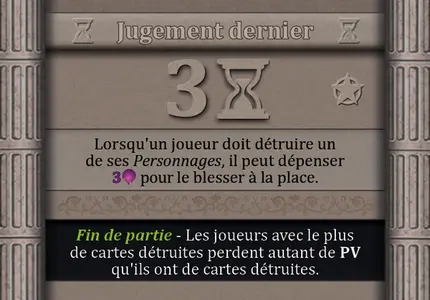 Jugement dernier
3
Lorsqu'un joueur doit détruire un
de ses Personnages, il peut dépenser
3 pour le blesser à la place.
Fin de partie - Les joueurs avec le plus
de cartes détruites perdent autant de PV
qu'ils ont de cartes détruites.